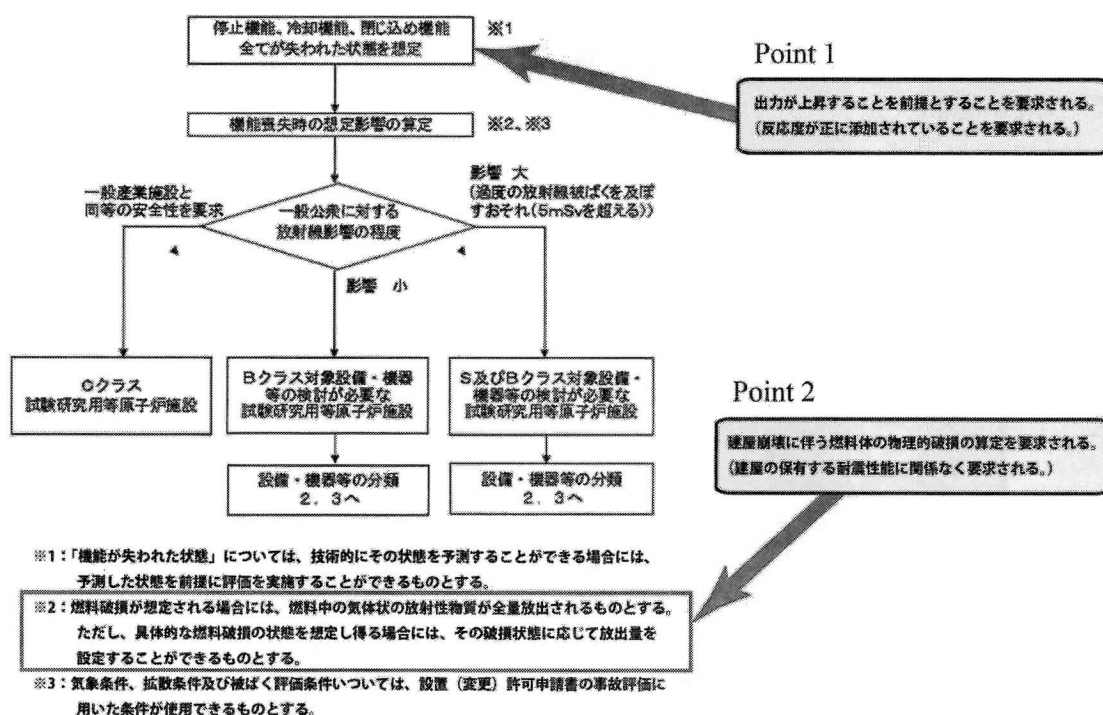 停止機能、冷却機能、閉じ込め機能
全てが失われた状態を想定
※1
Point 1
出力が上昇することを前提とすることを要求される。
(反応度が正に添加されていることを要求される。)
機能喪失時の想定影響の算定
※2、※3
一般産業施設と
同等の安全性を要求
一般公衆に対する
放射線影響の程度
影響 大
(過度の放射線被ばくを及ぼ
すおそれ(5mSvを超える))
影響 小
Cクラス
試験研究用等原子炉施設
Bクラス対象設備・機器
等の検討が必要な
試験研究用等原子炉施設
S及びBクラス対象設備・
機器等の検討が必要な
試験研究用等原子炉施設
Point 2
建屋崩壊に伴う燃料体の物理的破損の算定を要求される。
(建屋の保有する耐震性能に関係なく要求される。)
設備・機器等の分類
2.3へ
設備・機器等の分類
2.3へ
※1:「機能が失われた状態」については、技術的にその状態を予測することができる場合には、
予測した状態を前提に評価を実施することができるものとする。
※2:燃料破損が想定される場合には、燃料中の気体状の放射性物質が全量放出されるものとする。
ただし、具体的な燃料破損の状態を想定し得る場合には、その破損状態に応じて放出量を
設定することができるものとする。
※3:気象条件、拡散条件及び被ばく評価条件いついては、設置(変更)許可申請書の事故評価に
用いた条件が使用できるものとする。